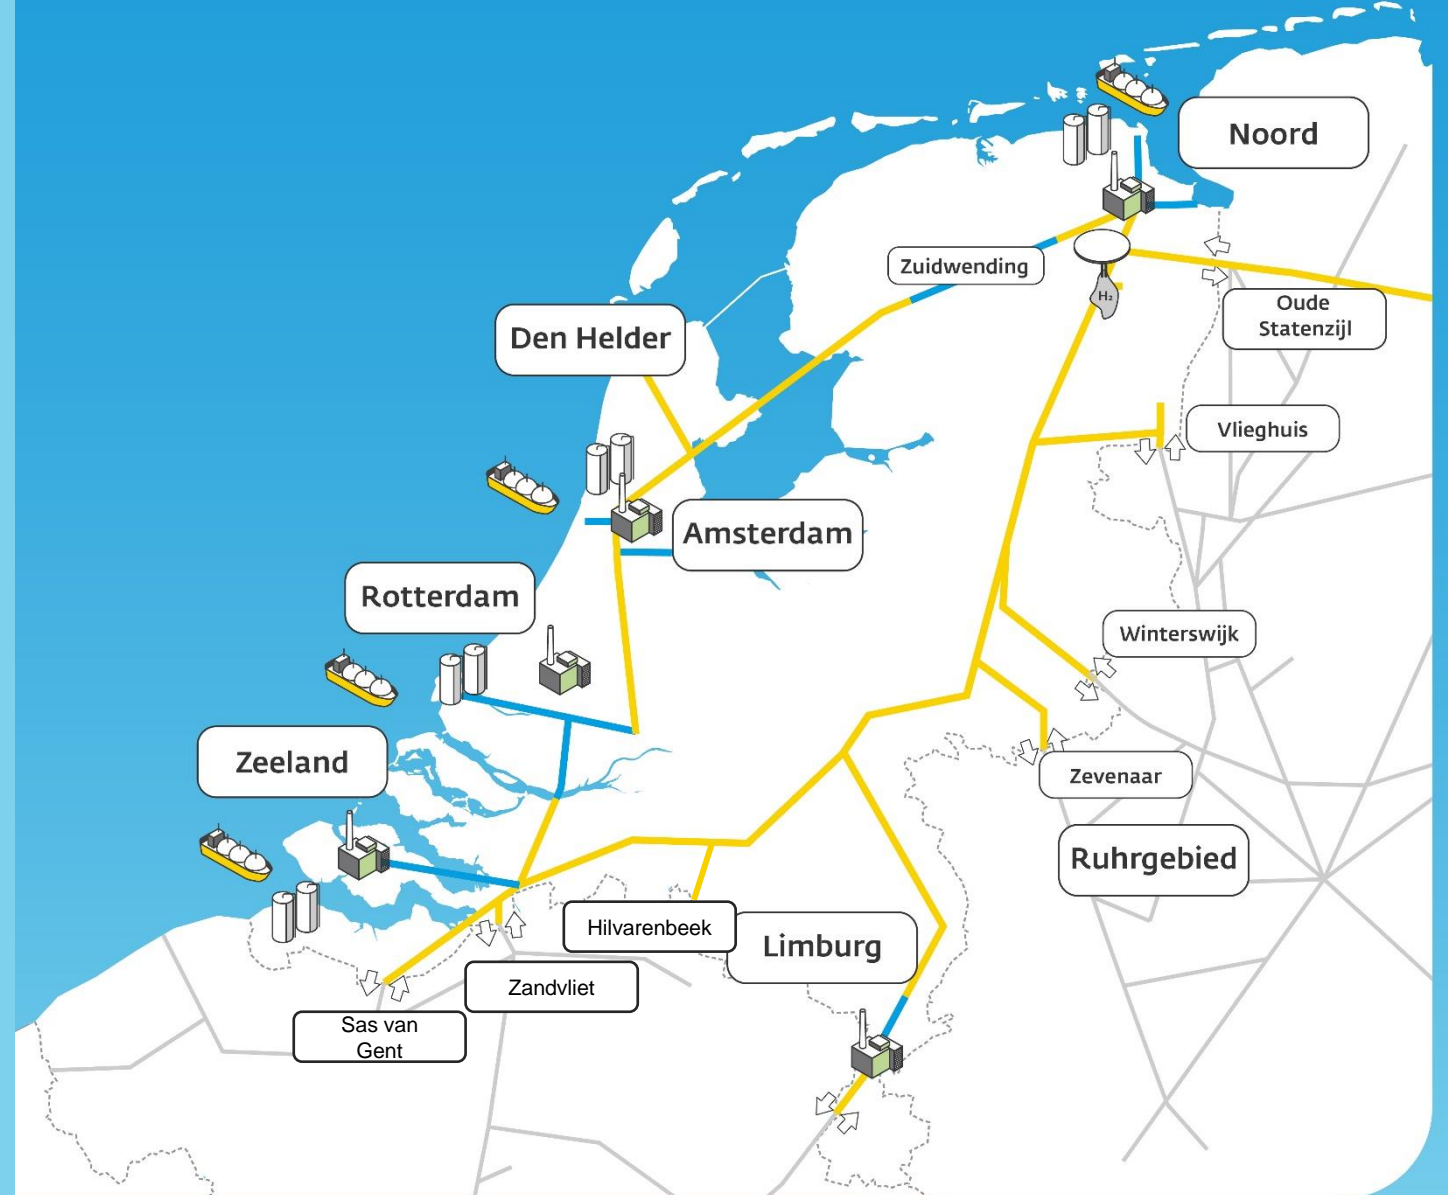 Noord
Zuidwending
Oude
Statenzijl
H₂
Den Helder
Vlieghuis
Amsterdam
Rotterdam
Winterswijk
Zeeland
Zevenaar
Ruhrgebied
Hilvarenbeek
Limburg
Zandvliet
Sas van
Gent